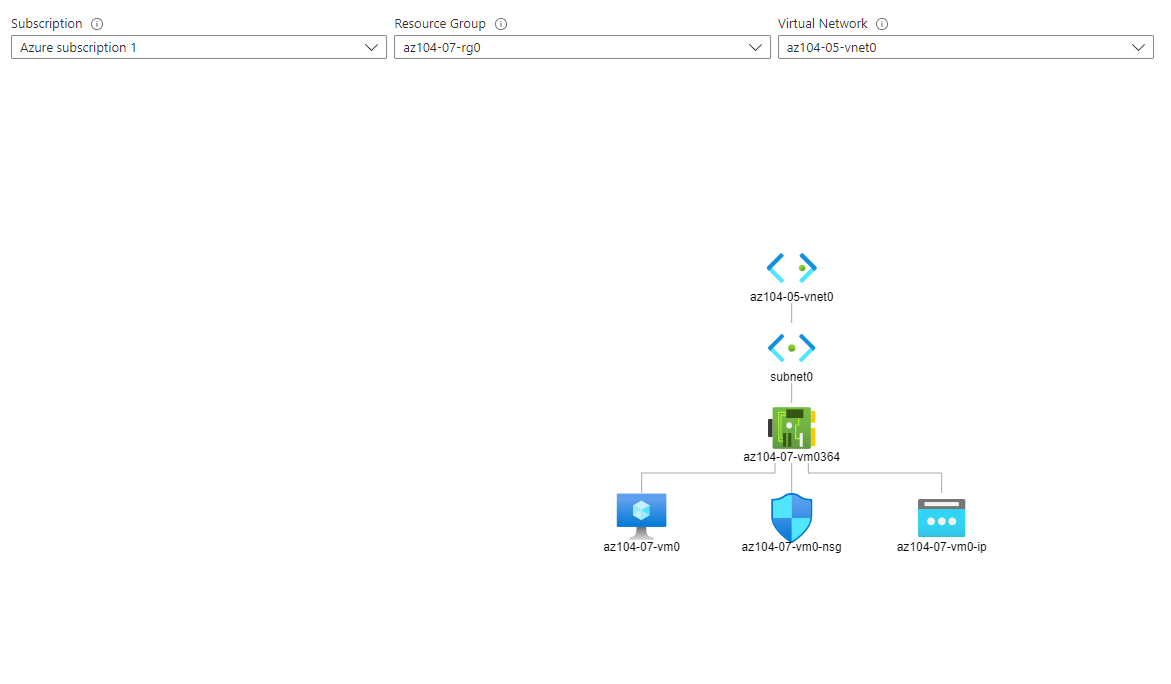 Subscription
Resource Group
Virtual Network
Azure subscription 1
az104-07-rg0
az104-05-vnet0
az104-05-vnet0
subnet0
az104-07-vm0364
az104-07-vm0
az104-07-vm0-nsg
az104-07-vm0-ip